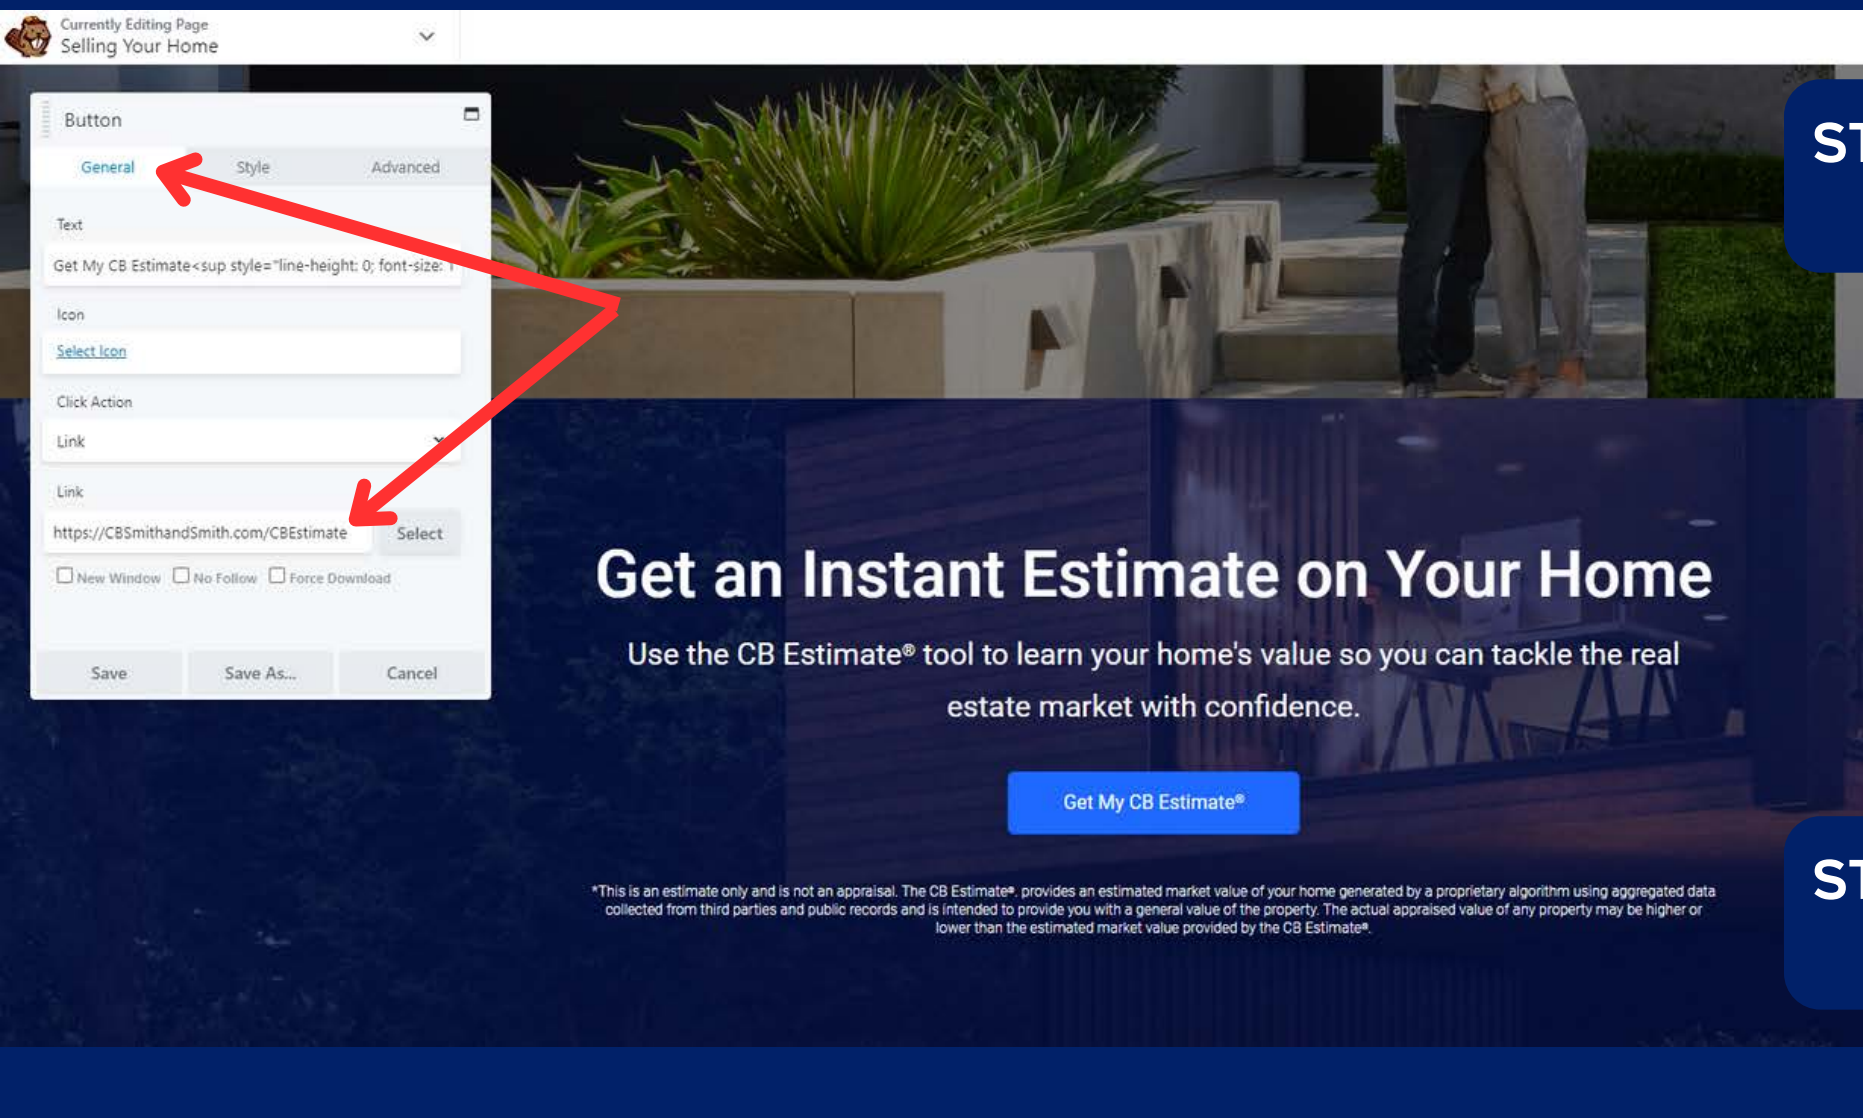 Currently Editing Page
Selling Your Home
Button
General Style Advanced
Text
Get My CB Estimate<sup style="line-height: 0; font-size: 1
Icon
Select Icon
Click Action
Link
Link
https://CBSmithandSmith.com/CBEstimate Select
New Window No Follow Force Download
Save Save As... Cancel
Get an Instant Estimate on Your Home
Use the CB Estimate® tool to learn your home's value so you can tackle the real
estate market with confidence.
Get My CB Estimate®
*This is an estimate only and is not an appraisal. The CB Estimate®. provides an estimated market value of your home generated by a proprietary algorithm using aggregated data
collected from third parties and public records and is intended to provide you with a general value of the property. The actual appraised value of any property may be higher or
lower than the estimated market value provided by the CB Estimate®.